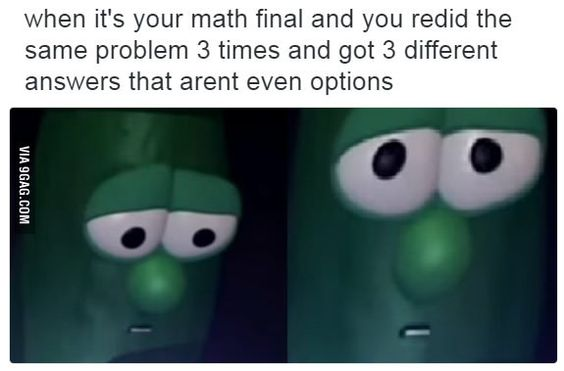 when it's your math final and you redid the
same problem 3 times and got 3 different
answers that arent even options
VIA 9GAG.COM